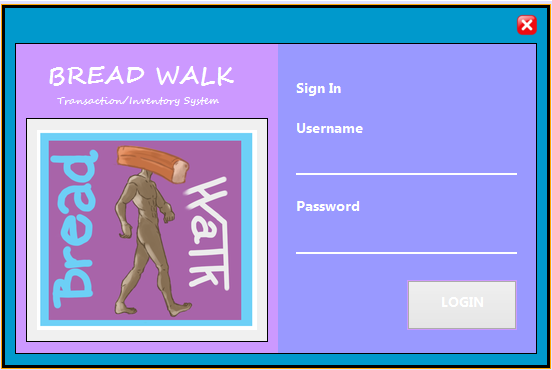 BREAD WALK
Transaction/Inventory System
Bread
Walk
Sign In
Username
Password
LOGIN